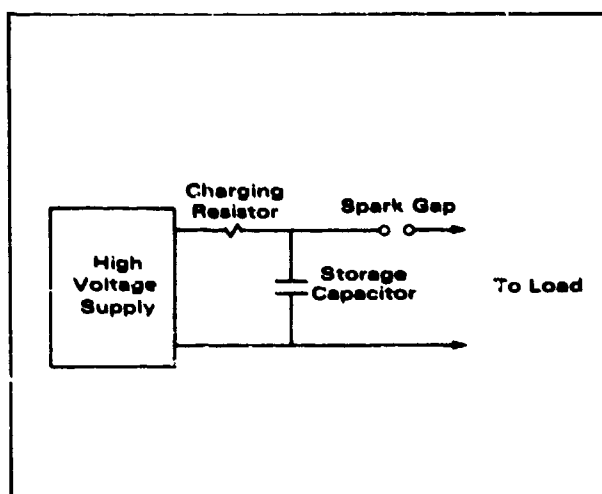 Charging
Resistor
Spark Gap
High
Voltage
Supply
Storage
Capacitor
To Load